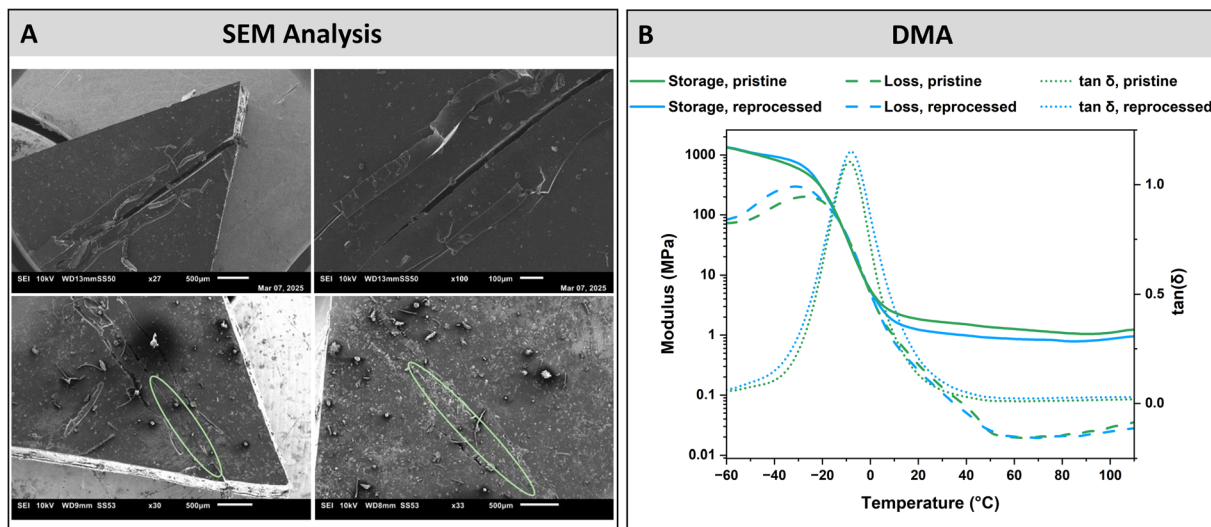 A SEM Analysis
SEI 10kV WD13mmSS50 x27 500µm
Mar 07, 2025
SEI 10kV WD13mmSS50 x100 100µm
Mar 07, 2025
SEI 10kV WD9mm SS53 x30 500µm
SEI 10kV WD8mm SS53 x33 500µm
B DMA
Storage, pristine Loss, pristine tan δ, pristine
Storage, reprocessed Loss, reprocessed tan δ, reprocessed
Modulus (MPa)
1000
100
10
1
0.1
0.01
−60 −40 −20 0 20 40 60 80 100
Temperature (°C)
1.0
0.5
0.0
tan(δ)